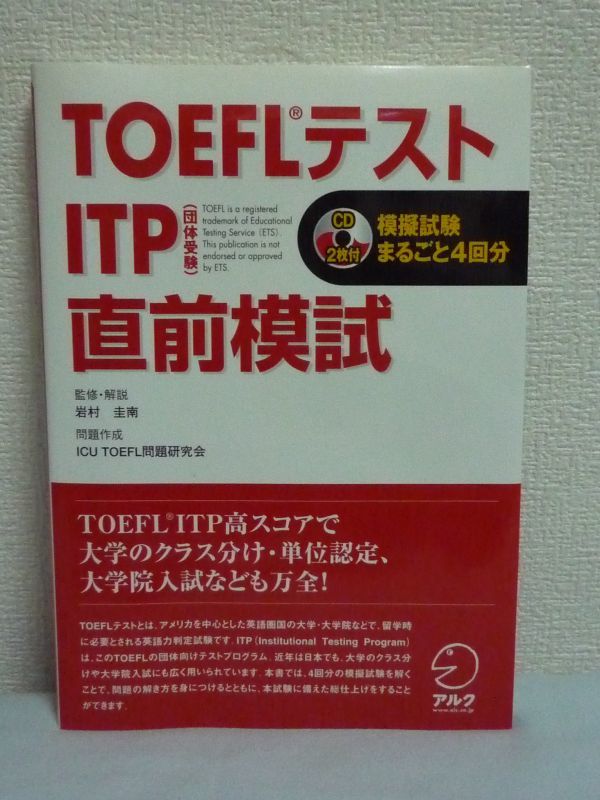 TOEFL®テスト
ITP
(団体受験)
TOEFL is a registered
trademark of Educational
Testing Service (ETS).
This publication is not
endorsed or approved
by ETS.
CD
2枚付
模擬試験
まるごと4回分
直前模試
監修・解説
岩村 圭南
問題作成
ICU TOEFL問題研究会
TOEFL®ITP高スコアで
大学のクラス分け・単位認定、
大学院入試なども万全!
TOEFLテストとは、アメリカを中心とした英語圏国の大学・大学院などで、留学時
に必要とされる英語力判定試験です。ITP(Institutional Testing Program)
は、このTOEFLの団体向けテストプログラム。近年は日本でも、大学のクラス分
けや大学院入試にも広く用いられています。本書では、4回分の模擬試験を解く
ことで、問題の解き方を身につけるとともに、本試験に備えた総仕上げをすること
ができます。
アルク
www.alc.co.jp